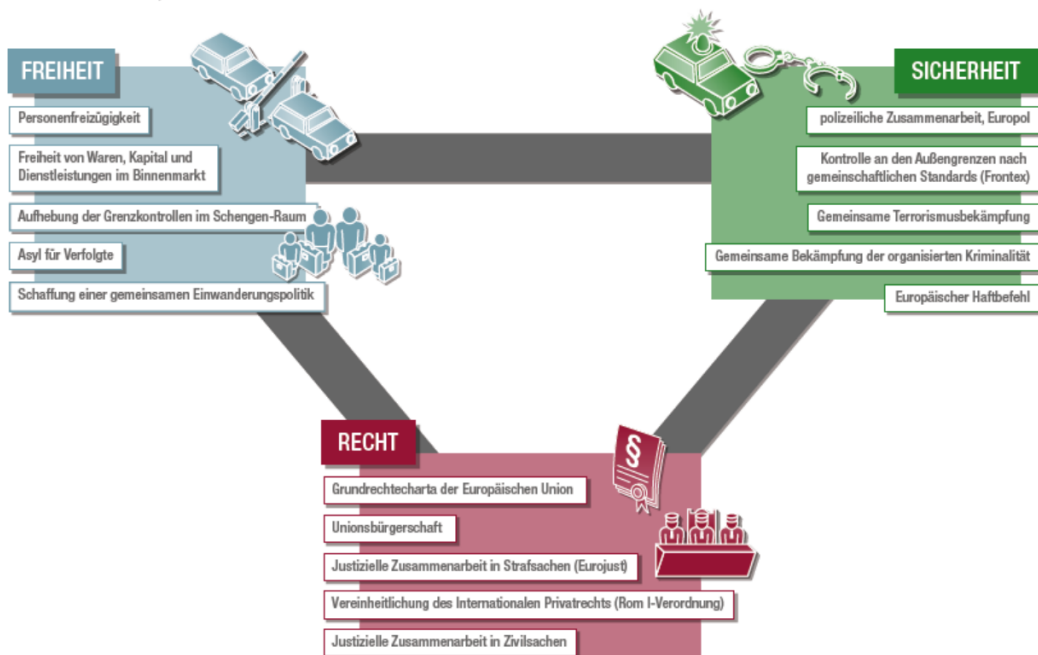 FREIHEIT
Personenfreizügigkeit
Freiheit von Waren, Kapital und
Dienstleistungen im Binnenmarkt
Aufhebung der Grenzkontrollen im Schengen-Raum
Asyl für Verfolgte
Schaffung einer gemeinsamen Einwanderungspolitik
SICHERHEIT
polizeiliche Zusammenarbeit, Europol
Kontrolle an den Außengrenzen nach
gemeinschaftlichen Standards (Frontex)
Gemeinsame Terrorismusbekämpfung
Gemeinsame Bekämpfung der organisierten Kriminalität
Europäischer Haftbefehl
RECHT
§
Grundrechtecharta der Europäischen Union
Unionsbürgerschaft
Justizielle Zusammenarbeit in Strafsachen (Eurojust)
Vereinheitlichung des Internationalen Privatrechts (Rom I-Verordnung)
Justizielle Zusammenarbeit in Zivilsachen